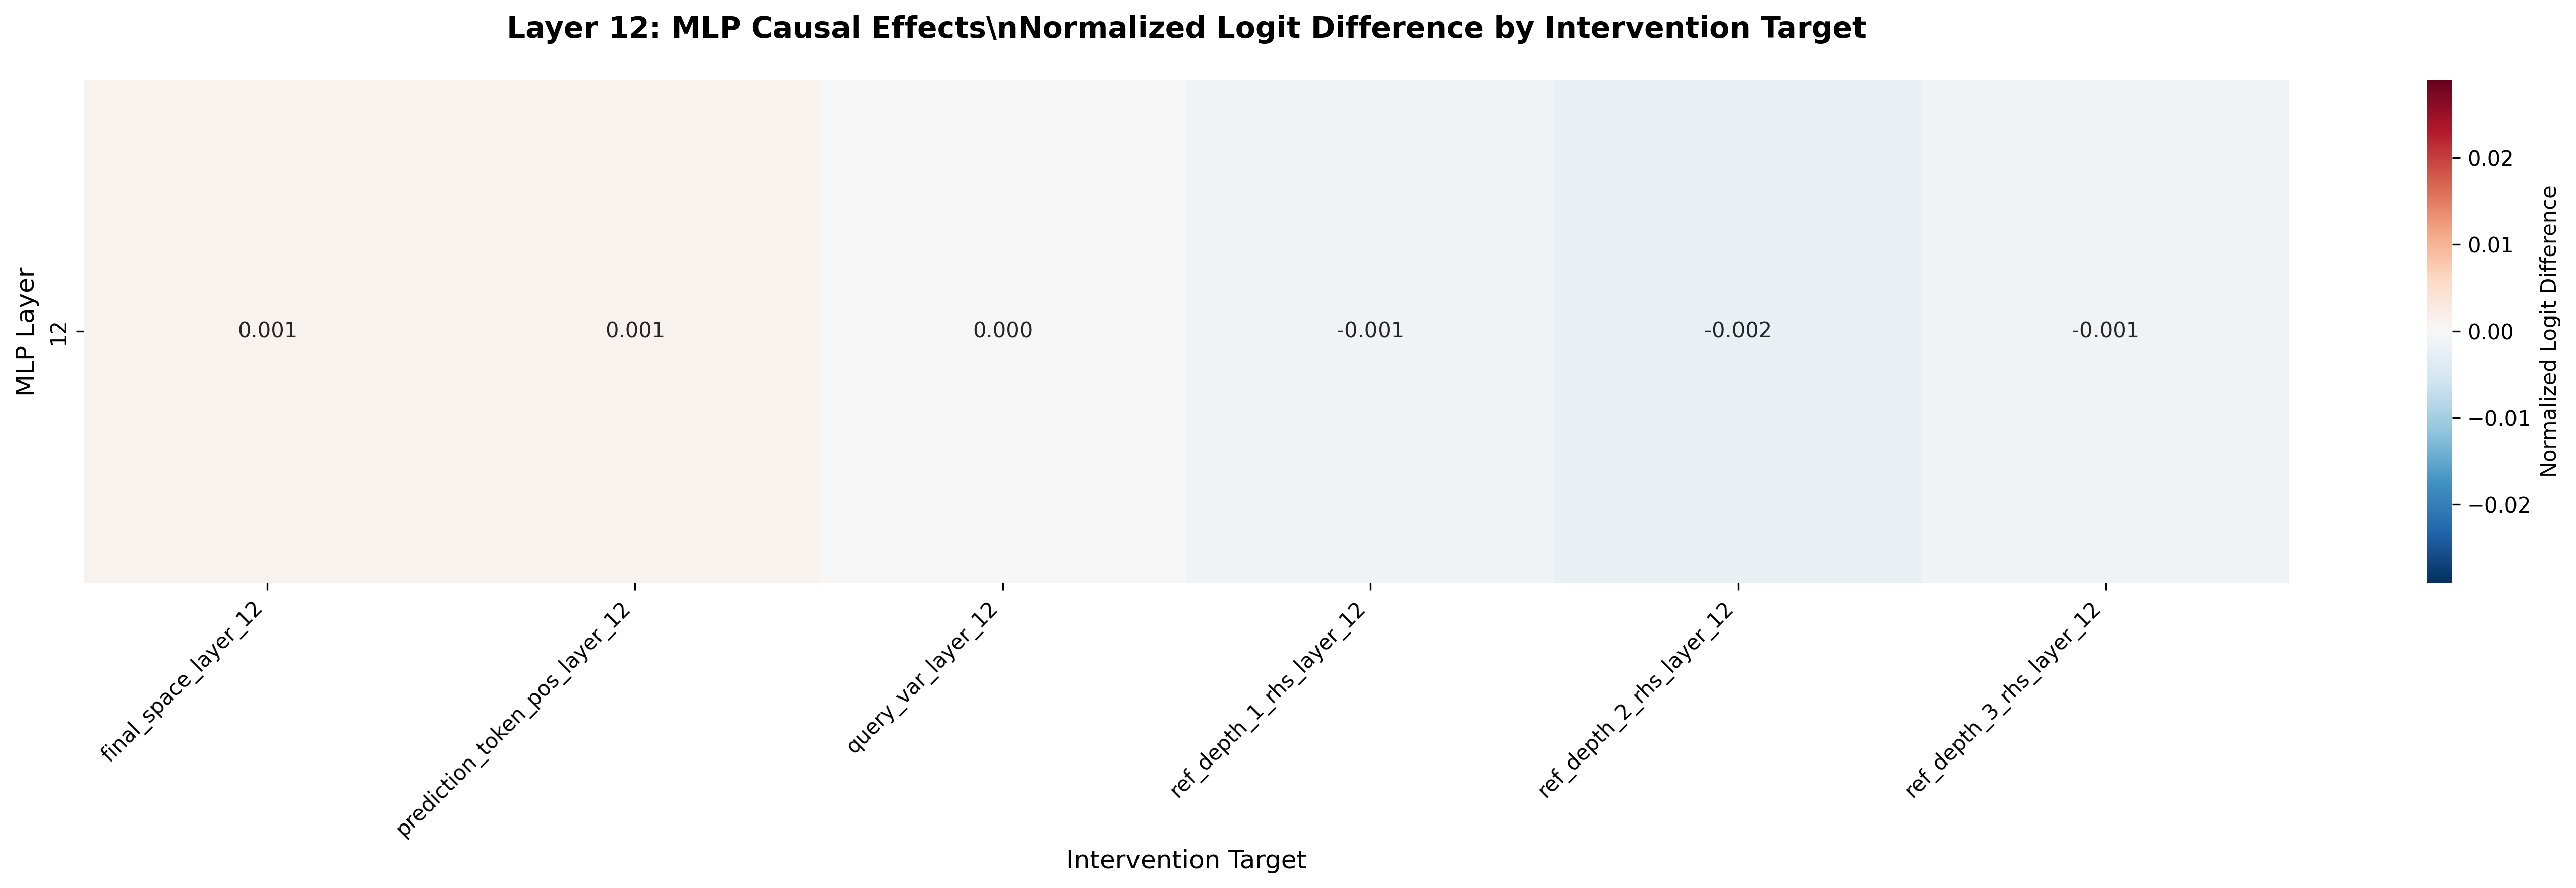 Layer 12: MLP Causal Effects\nNormalized Logit Difference by Intervention Target
MLP Layer
12
0.001
0.001
0.000
-0.001
-0.002
-0.001
final_space_layer_12
prediction_token_pos_layer_12
query_var_layer_12
ref_depth_1_rhs_layer_12
ref_depth_2_rhs_layer_12
ref_depth_3_rhs_layer_12
Intervention Target
0.02
0.01
0.00
−0.01
−0.02
Normalized Logit Difference